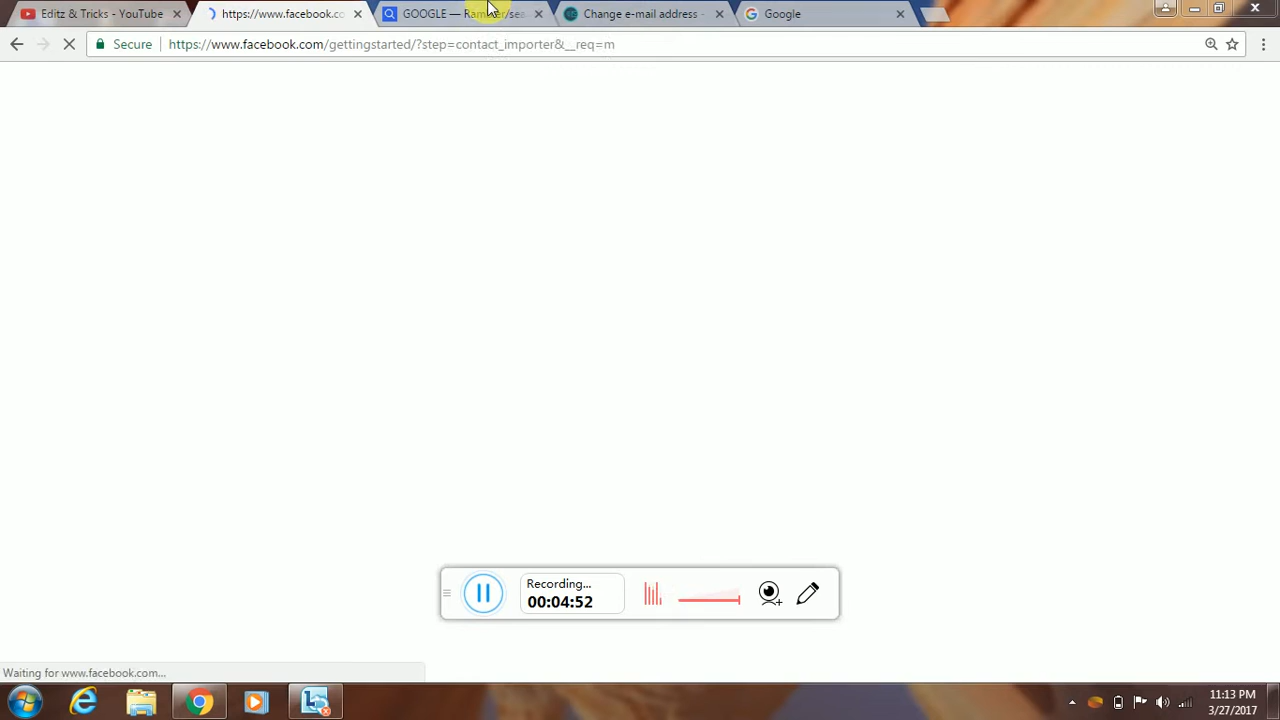 Editz & Tricks - YouTube
https://www.facebook.co
GOOGLE —
Change e-mail address -
Google
Secure
https://www.facebook.com/gettingstarted/?step=contact_importer&__req=m
Recording...
00:04:52
Waiting for www.facebook.com...
11:13 PM
3/27/2017